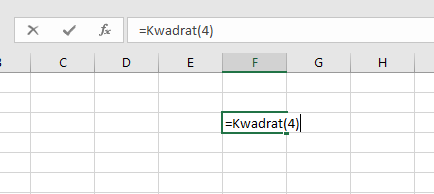 fx =Kwadrat(4)
C D E F G H
=Kwadrat(4)